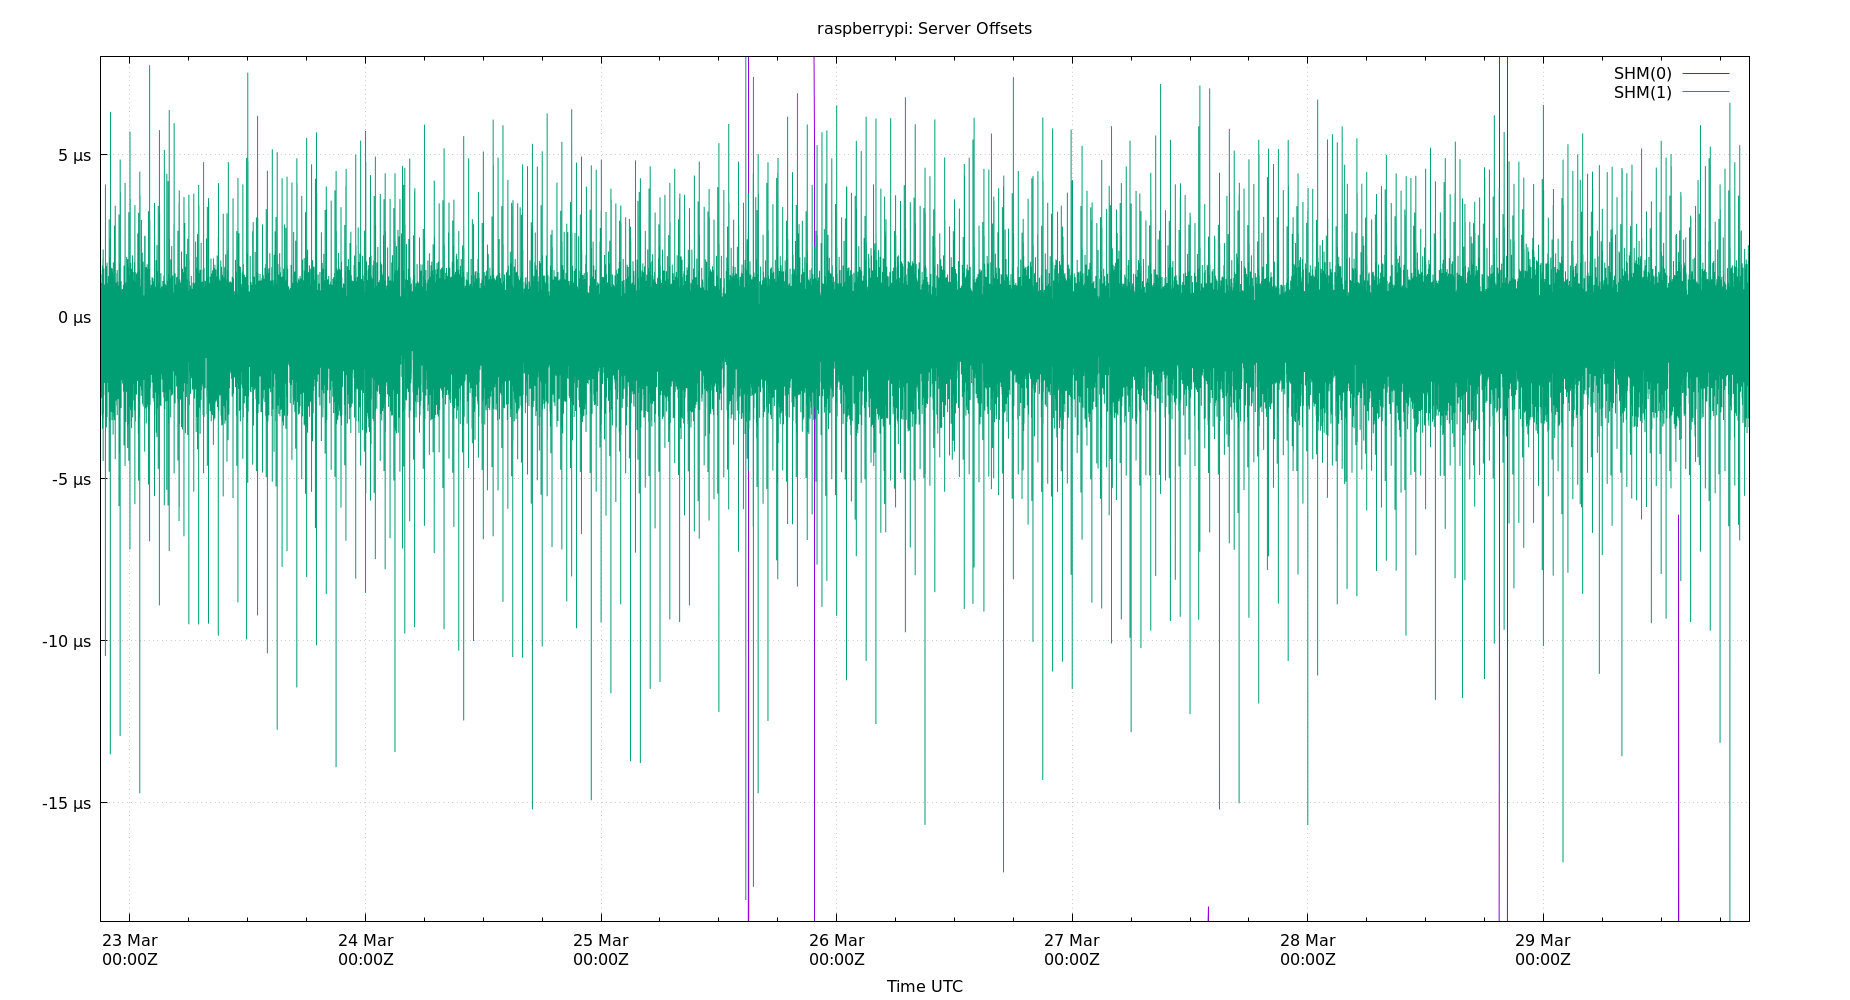 raspberrypi: Server Offsets
SHM(0)
SHM(1)
5 µs
0 µs
-5 µs
-10 µs
-15 µs
23 Mar 24 Mar 25 Mar 26 Mar 27 Mar 28 Mar 29 Mar
00:00Z 00:00Z 00:00Z 00:00Z 00:00Z 00:00Z 00:00Z
Time UTC